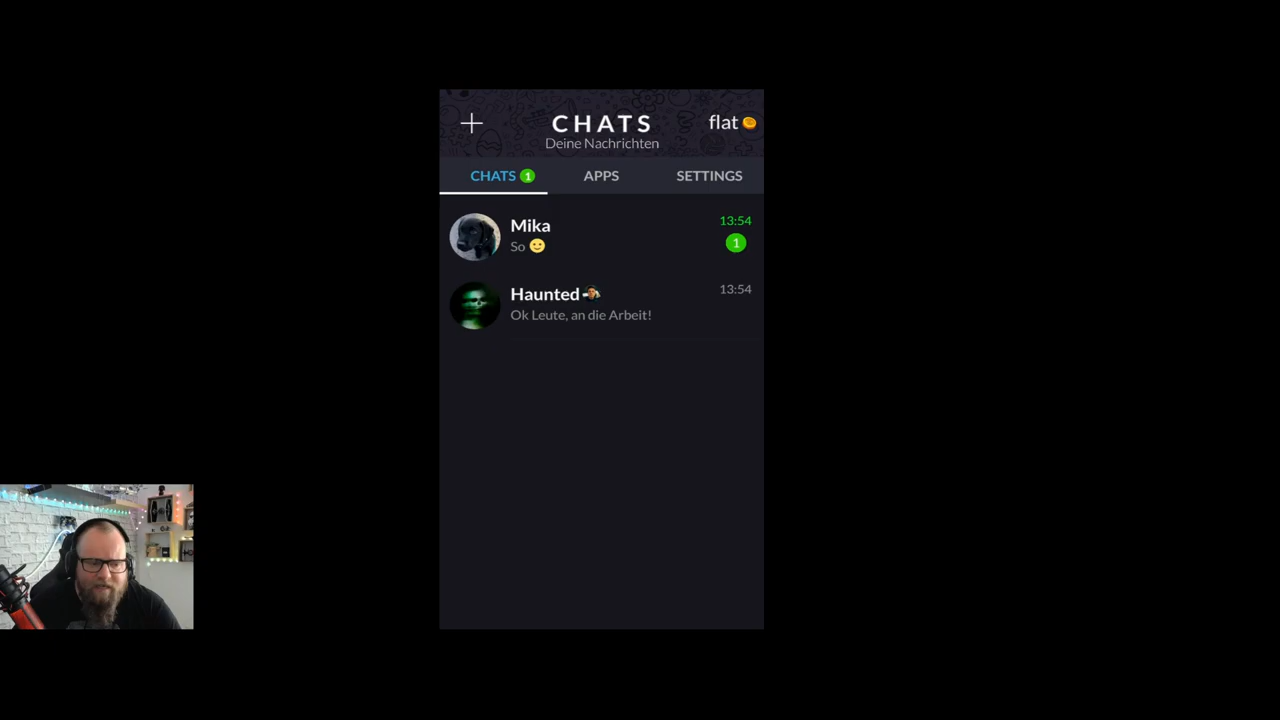 CHATS
flat
Deine Nachrichten
CHATS 1
APPS
SETTINGS
Mika
13:54
So 🙂
1
Haunted
13:54
Ok Leute, an die Arbeit!